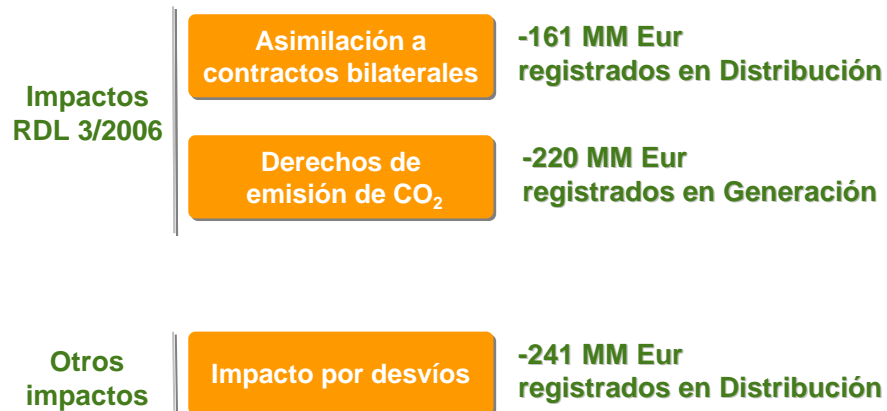 Impactos
RDL 3/2006
Asimilación a
contractos bilaterales
-161 MM Eur
registrados en Distribución
Derechos de
emisión de CO₂
-220 MM Eur
registrados en Generación
Otros
impactos
Impacto por desvíos
-241 MM Eur
registrados en Distribución